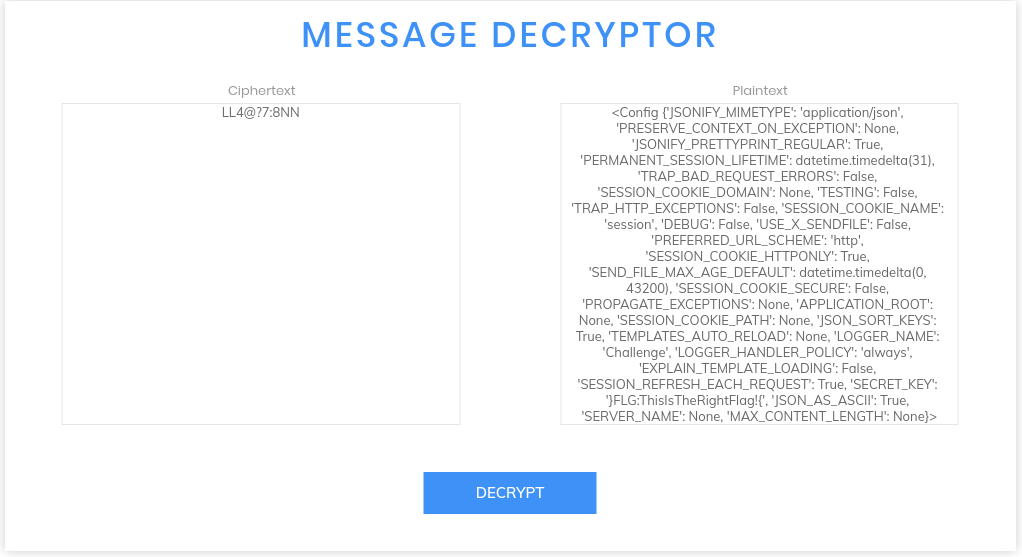 MESSAGE DECRYPTOR
Ciphertext
LL4@?7:8NN
Plaintext
<Config {'JSONIFY_MIMETYPE': 'application/json',
'PRESERVE_CONTEXT_ON_EXCEPTION': None,
'JSONIFY_PRETTYPRINT_REGULAR': True,
'PERMANENT_SESSION_LIFETIME': datetime.timedelta(31),
'TRAP_BAD_REQUEST_ERRORS': False,
'SESSION_COOKIE_DOMAIN': None, 'TESTING': False,
'TRAP_HTTP_EXCEPTIONS': False, 'SESSION_COOKIE_NAME':
'session', 'DEBUG': False, 'USE_X_SENDFILE': False,
'PREFERRED_URL_SCHEME': 'http',
'SESSION_COOKIE_HTTPONLY': True,
'SEND_FILE_MAX_AGE_DEFAULT': datetime.timedelta(0,
43200), 'SESSION_COOKIE_SECURE': False,
'PROPAGATE_EXCEPTIONS': None, 'APPLICATION_ROOT':
None, 'SESSION_COOKIE_PATH': None, 'JSON_SORT_KEYS':
True, 'TEMPLATES_AUTO_RELOAD': None, 'LOGGER_NAME':
'Challenge', 'LOGGER_HANDLER_POLICY': 'always',
'EXPLAIN_TEMPLATE_LOADING': False,
'SESSION_REFRESH_EACH_REQUEST': True, 'SECRET_KEY':
'}FLG:ThisIsTheRightFlag!{', 'JSON_AS_ASCII': True,
'SERVER_NAME': None, 'MAX_CONTENT_LENGTH': None}>
DECRYPT